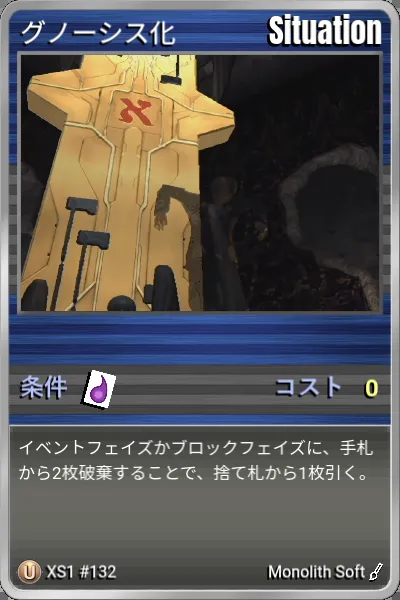 グノーシス化
Situation
א
条件
コスト 0
イベントフェイズかブロックフェイズに、手札
から2枚破棄することで、捨て札から1枚引く。
U XS1 #132
Monolith Soft